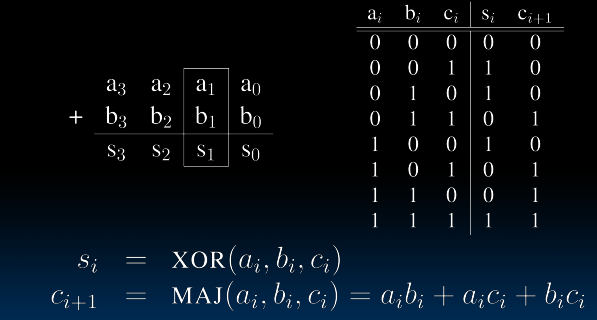 a₃ a₂ a₁ a₀
+ b₃ b₂ b₁ b₀
s₃ s₂ s₁ s₀
aᵢ bᵢ cᵢ sᵢ cᵢ₊₁
0 0 0 0 0
0 0 1 1 0
0 1 0 1 0
0 1 1 0 1
1 0 0 1 0
1 0 1 0 1
1 1 0 0 1
1 1 1 1 1
sᵢ = XOR(aᵢ, bᵢ, cᵢ)
cᵢ₊₁ = MAJ(aᵢ, bᵢ, cᵢ) = aᵢbᵢ + aᵢcᵢ + bᵢcᵢ